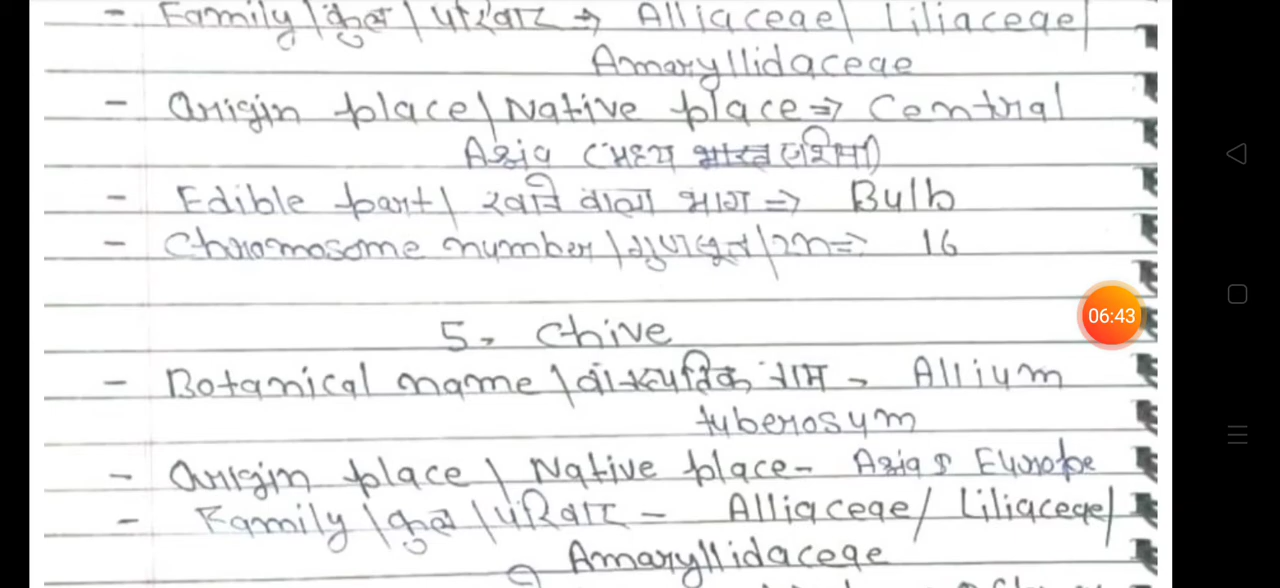 - Family | कुल | परिवार → Alliaceae/ Liliaceae/
Amaryllidaceae
- Origin place/Native place ⇒ Central
Asia (मध्य भारत एशिया)
- Edible part/ खाने वाला भाग ⇒ Bulb
- Chromosome number/गुणसूत्र/2n⇒ 16
06:43
5. Chive
- Botanical name/वानस्पतिक नाम - Allium
tuberosym
- Origin place / Native place- Asia & Europe
- Family | कुल | परिवार - Alliaceae/ Liliaceae/
Amaryllidaceae